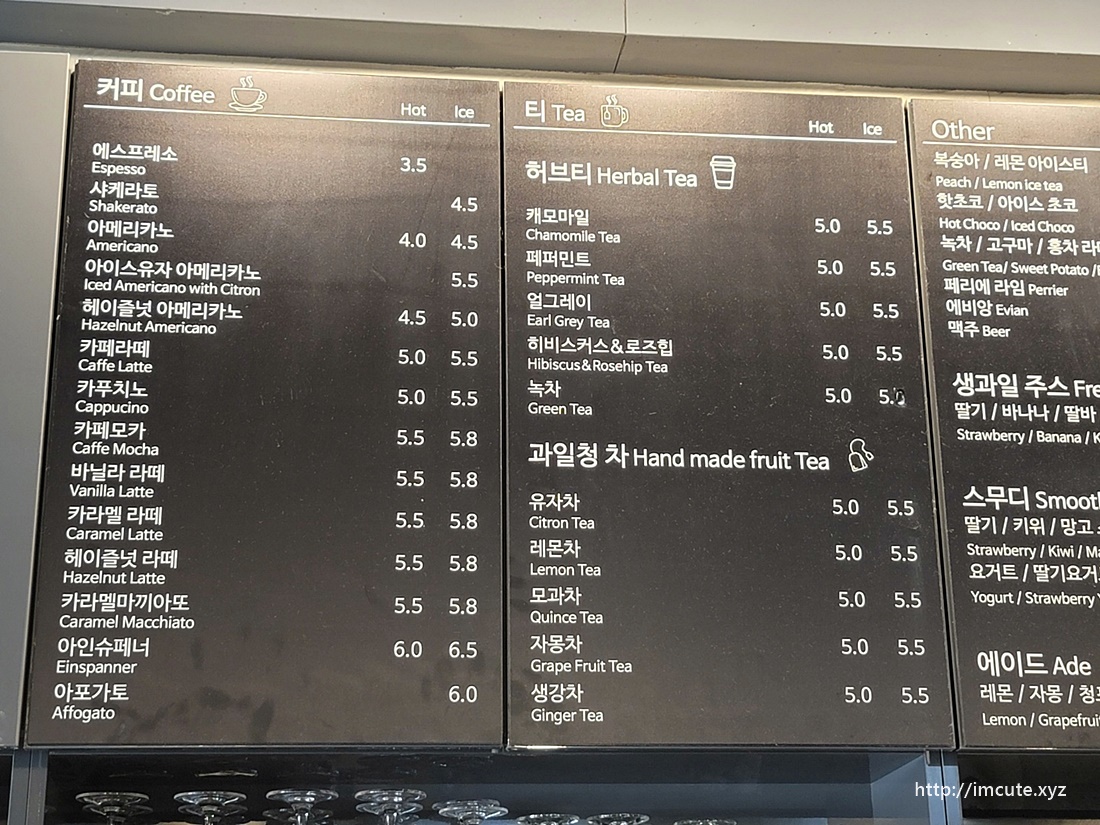 커피 Coffee
Hot Ice
에스프레소 3.5
Espesso
샤케라토 4.5
Shakerato
아메리카노 4.0 4.5
Americano
아이스유자 아메리카노 5.5
Iced Americano with Citron
헤이즐넛 아메리카노 4.5 5.0
Hazelnut Americano
카페라떼 5.0 5.5
Caffe Latte
카푸치노 5.0 5.5
Cappucino
카페모카 5.5 5.8
Caffe Mocha
바닐라 라떼 5.5 5.8
Vanilla Latte
카라멜 라떼 5.5 5.8
Caramel Latte
헤이즐넛 라떼 5.5 5.8
Hazelnut Latte
카라멜마끼아또 5.5 5.8
Caramel Macchiato
아인슈페너 6.0 6.5
Einspanner
아포가토 6.0
Affogato
티 Tea
Hot Ice
허브티 Herbal Tea
캐모마일 5.0 5.5
Chamomile Tea
페퍼민트 5.0 5.5
Peppermint Tea
얼그레이 5.0 5.5
Earl Grey Tea
히비스커스&로즈힙 5.0 5.5
Hibiscus&Rosehip Tea
녹차 5.0
Green Tea
과일청 차 Hand made fruit Tea
유자차 5.0 5.5
Citron Tea
레몬차 5.0 5.5
Lemon Tea
모과차 5.0 5.5
Quince Tea
자몽차 5.0 5.5
Grape Fruit Tea
생강차 5.0 5.5
Ginger Tea
Other
복숭아 / 레몬 아이스티
Peach / Lemon ice tea
핫초코 / 아이스 초코
Hot Choco / Iced Choco
녹차 / 고구마 / 홍차
Green Tea/ Sweet Potato /
페리에 라임 Perrier
에비앙 Evian
맥주 Beer
생과일 주스
딸기 / 바나나 / 딸바
Strawberry / Banana /
스무디
딸기 / 키위 / 망고
Strawberry / Kiwi /
요거트 /
Yogurt / Strawberry
에이드 Ade
레몬 / 자몽 /
Lemon /
http://imcute.xyz